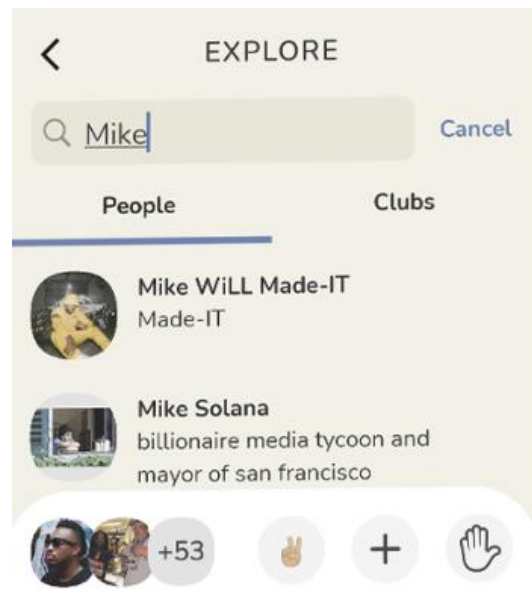 EXPLORE
Mike
Cancel
People
Clubs
Mike WiLL Made-IT
Made-IT
Mike Solana
billionaire media tycoon and
mayor of san francisco
+53